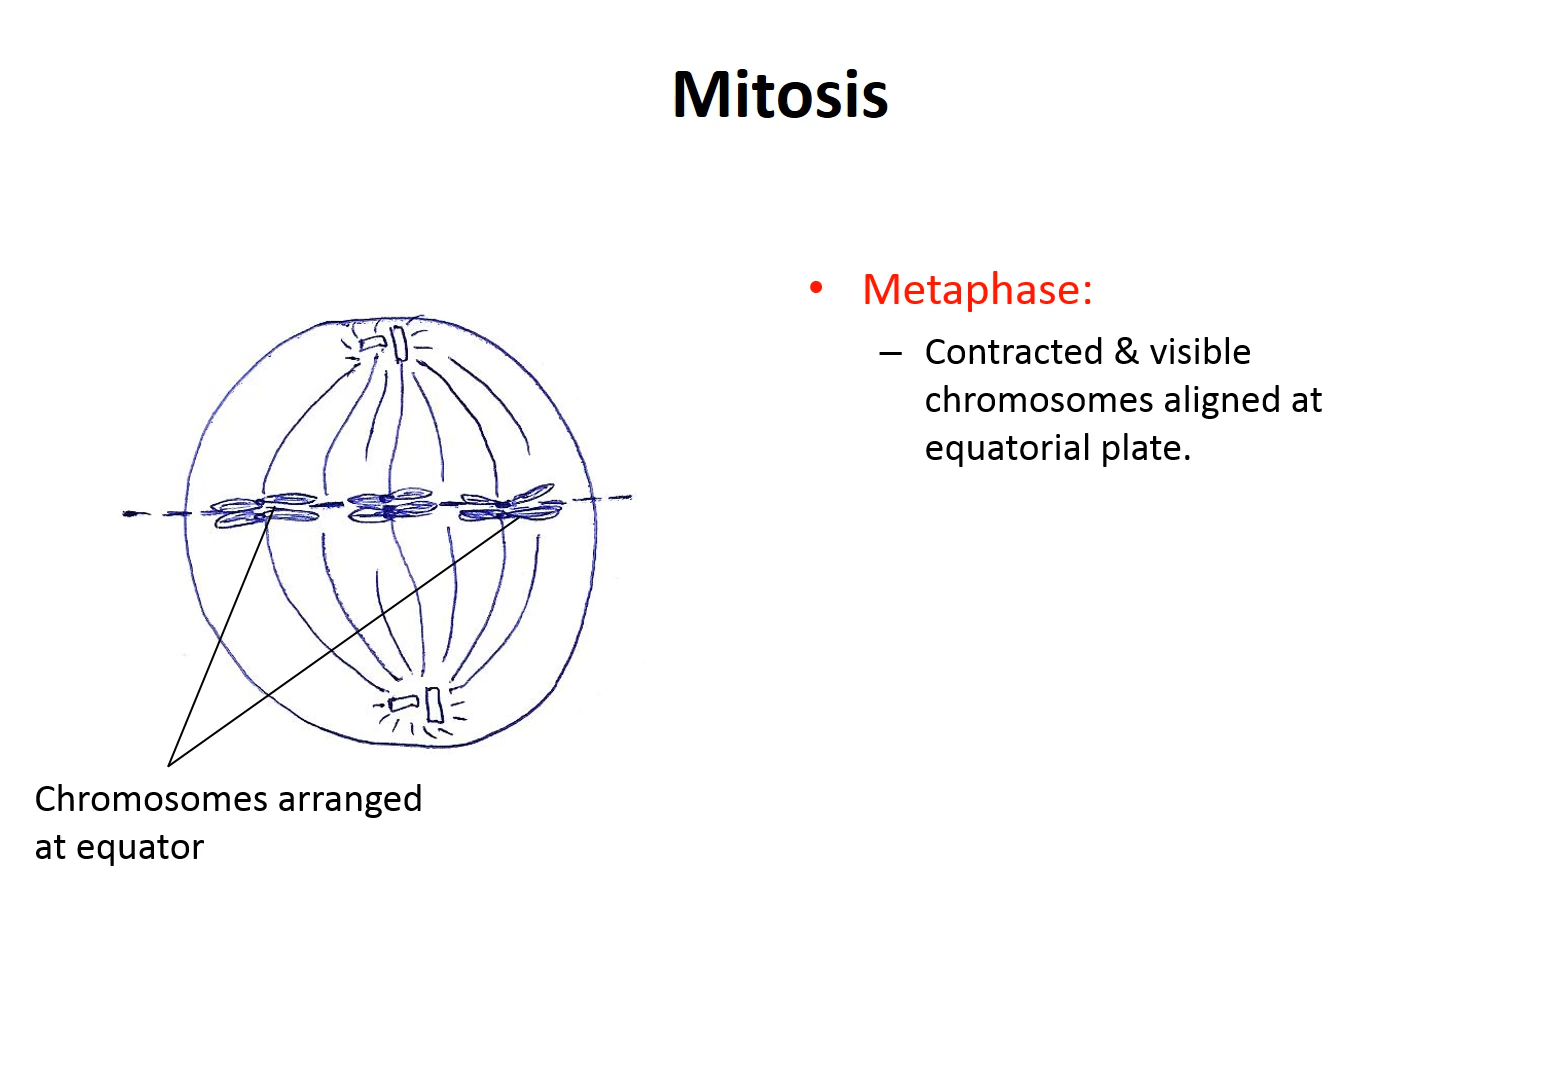 Mitosis
• Metaphase:
– Contracted & visible
chromosomes aligned at
equatorial plate.
Chromosomes arranged
at equator